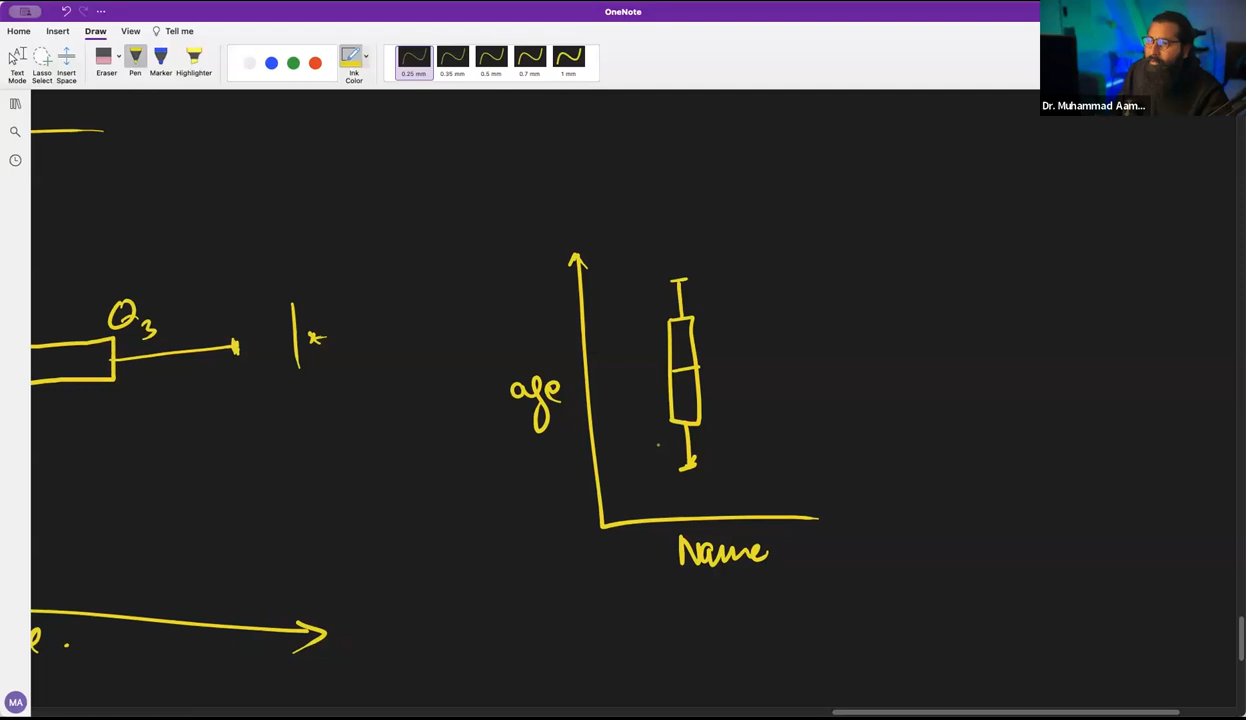 OneNote
Home Insert Draw View Tell me
Text Mode
Lasso Select
Insert Space
Eraser
Pen
Marker
Highlighter
Ink Color
0.25 mm
0.35 mm
0.5 mm
0.7 mm
1 mm
Dr. Muhammad Aam...
Q3
*
age
Name
MA